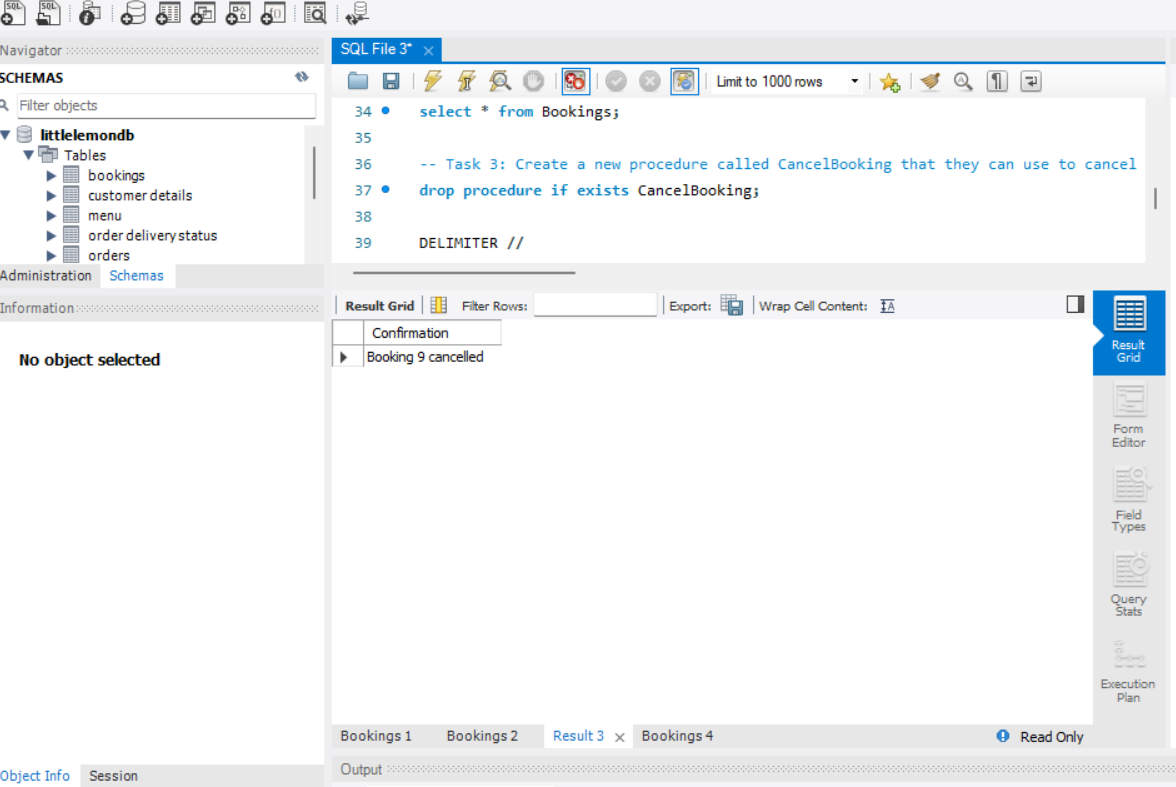 SQL SQL
Navigator
SCHEMAS
Filter objects
littlelemondb
Tables
bookings
customer details
menu
order delivery status
orders
Administration Schemas
Information
No object selected
Object Info Session
SQL File 3*
Limit to 1000 rows
34 select * from Bookings;
35
36 -- Task 3: Create a new procedure called CancelBooking that they can use to cancel
37 drop procedure if exists CancelBooking;
38
39 DELIMITER //
Result Grid Filter Rows: Export: Wrap Cell Content: IA
Confirmation
Booking 9 cancelled
Result
Grid
Form
Editor
Field
Types
Query
Stats
Execution
Plan
Bookings 1 Bookings 2 Result 3 Bookings 4 Read Only
Output